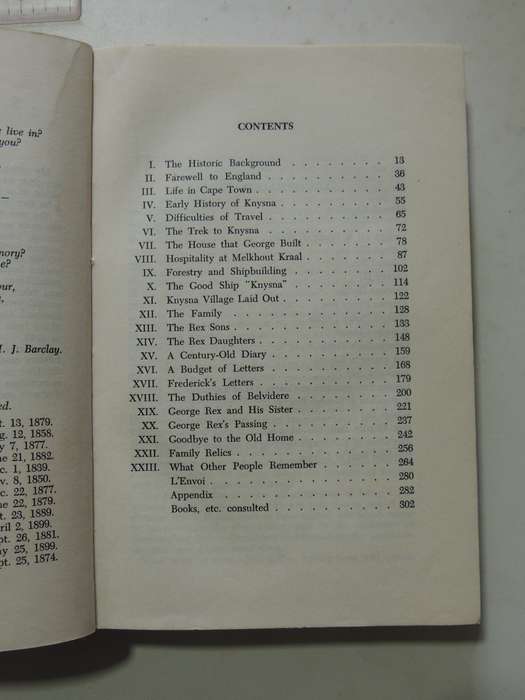 live in?
you?
mory?
e?
our,
I. J. Barclay.
ed.
t. 13, 1879.
g. 12, 1858.
y 7, 1877.
ne 21, 1882.
c. 1, 1839.
v. 8, 1850.
c. 22, 1877.
ne 22, 1879.
t. 23, 1889.
ril 2, 1899.
pt. 26, 1881.
ay 25, 1899.
pt. 25, 1874.
CONTENTS
I. The Historic Background . . . . . . . . 13
II. Farewell to England . . . . . . . . . 36
III. Life in Cape Town . . . . . . . . . . 43
IV. Early History of Knysna . . . . . . . . 55
V. Difficulties of Travel . . . . . . . . . 65
VI. The Trek to Knysna . . . . . . . . . 72
VII. The House that George Built . . . . . . . 78
VIII. Hospitality at Melkhout Kraal . . . . . . . 87
IX. Forestry and Shipbuilding . . . . . . . . 102
X. The Good Ship "Knysna" . . . . . . . . 114
XI. Knysna Village Laid Out . . . . . . . . 122
XII. The Family . . . . . . . . . . . 128
XIII. The Rex Sons . . . . . . . . . . . 133
XIV. The Rex Daughters . . . . . . . . . . 148
XV. A Century-Old Diary . . . . . . . . . 159
XVI. A Budget of Letters . . . . . . . . . 168
XVII. Frederick's Letters . . . . . . . . . . 179
XVIII. The Duthies of Belvidere . . . . . . . . 200
XIX. George Rex and His Sister . . . . . . . . 221
XX. George Rex's Passing . . . . . . . . . 237
XXI. Goodbye to the Old Home . . . . . . . . 242
XXII. Family Relics . . . . . . . . . . . 256
XXIII. What Other People Remember . . . . . . . 264
L'Envoi . . . . . . . . . . . . 280
Appendix . . . . . . . . . . . 282
Books, etc. consulted . . . . . . . . . 302